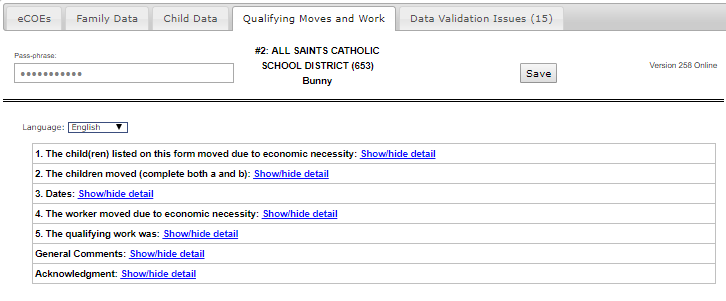 eCOEs Family Data Child Data Qualifying Moves and Work Data Validation Issues (15)
Pass-phrase:
#2: ALL SAINTS CATHOLIC
SCHOOL DISTRICT (653)
Bunny
Save
Version 258 Online
Language: English
1. The child(ren) listed on this form moved due to economic necessity: Show/hide detail
2. The children moved (complete both a and b): Show/hide detail
3. Dates: Show/hide detail
4. The worker moved due to economic necessity: Show/hide detail
5. The qualifying work was: Show/hide detail
General Comments: Show/hide detail
Acknowledgment: Show/hide detail